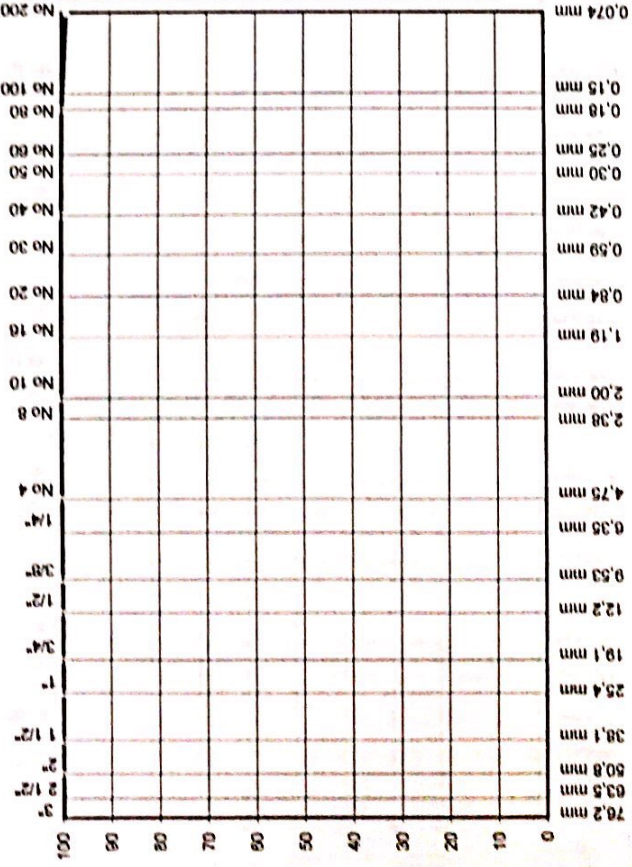 0 10 20 30 40 50 60 70 80 90 100
76,2 mm 3"
63,5 mm 2 1/2"
50,8 mm 2"
38,1 mm 1 1/2"
25,4 mm 1"
19,1 mm 3/4"
12,2 mm 1/2"
9,53 mm 3/8"
6,35 mm 1/4"
4,75 mm No 4
2,38 mm No 8
2,00 mm No 10
1,19 mm No 16
0,84 mm No 20
0,59 mm No 30
0,42 mm No 40
0,30 mm No 50
0,25 mm No 60
0,18 mm No 80
0,15 mm No 100
0,074 mm No 200